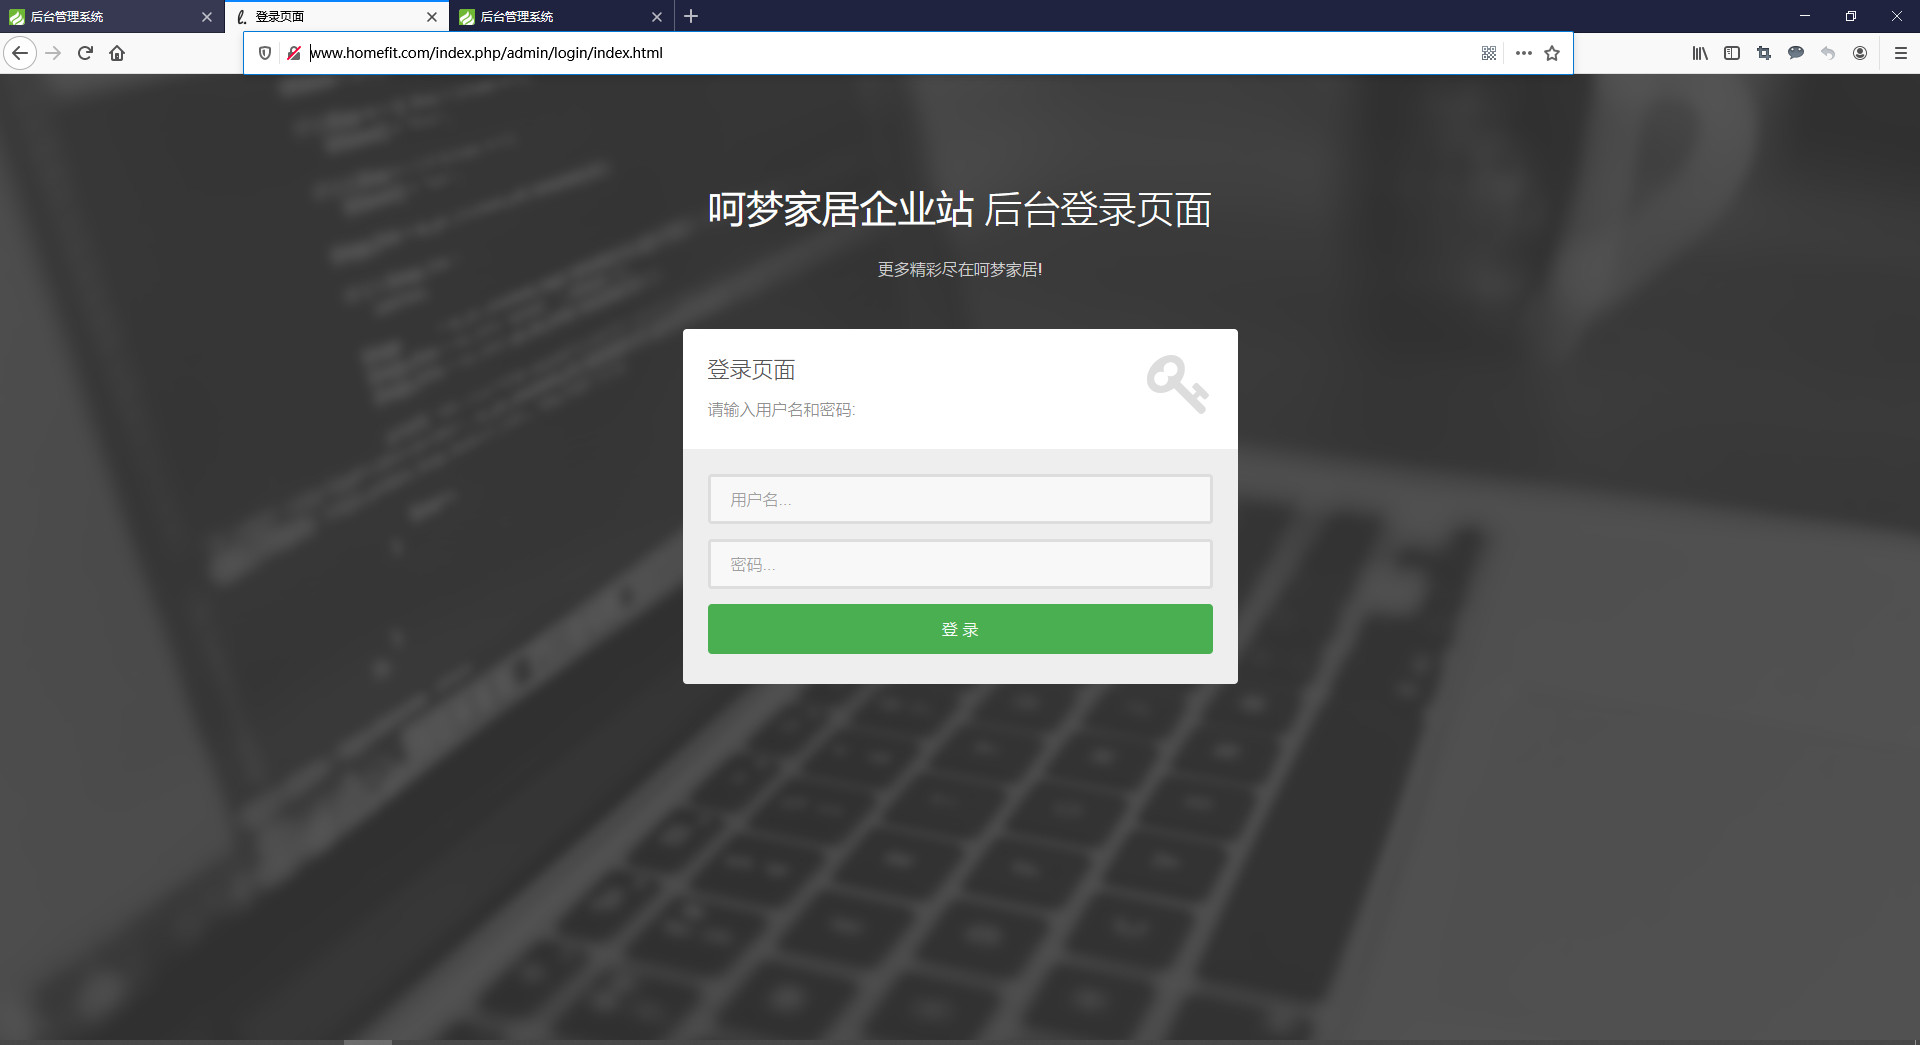 后台管理系统
登录页面
后台管理系统
www.homefit.com/index.php/admin/login/index.html
呵梦家居企业站 后台登录页面
更多精彩尽在呵梦家居!
登录页面
请输入用户名和密码:
用户名...
密码...
登 录